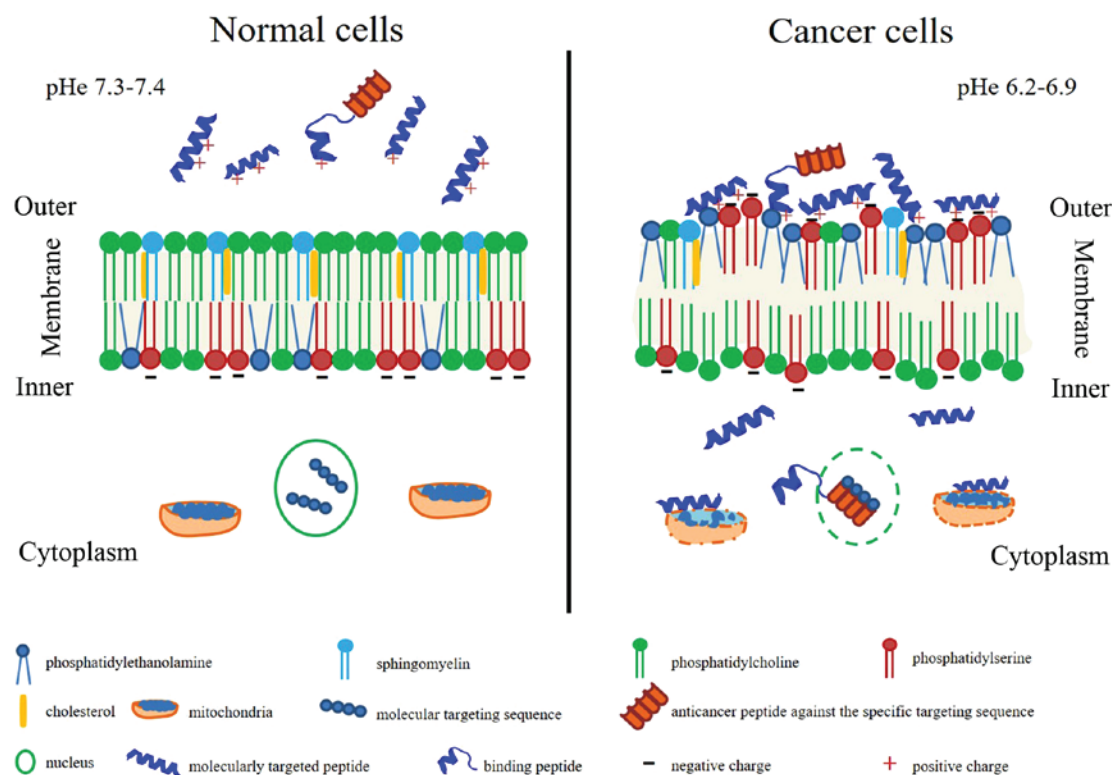 Normal cells
Cancer cells
pHe 7.3-7.4
pHe 6.2-6.9
Outer
Membrane
Inner
Cytoplasm
Outer
Membrane
Inner
Cytoplasm
phosphatidylethanolamine
sphingomyelin
phosphatidylcholine
phosphatidylserine
cholesterol
mitochondria
molecular targeting sequence
anticancer peptide against the specific targeting sequence
nucleus
molecularly targeted peptide
binding peptide
negative charge
positive charge